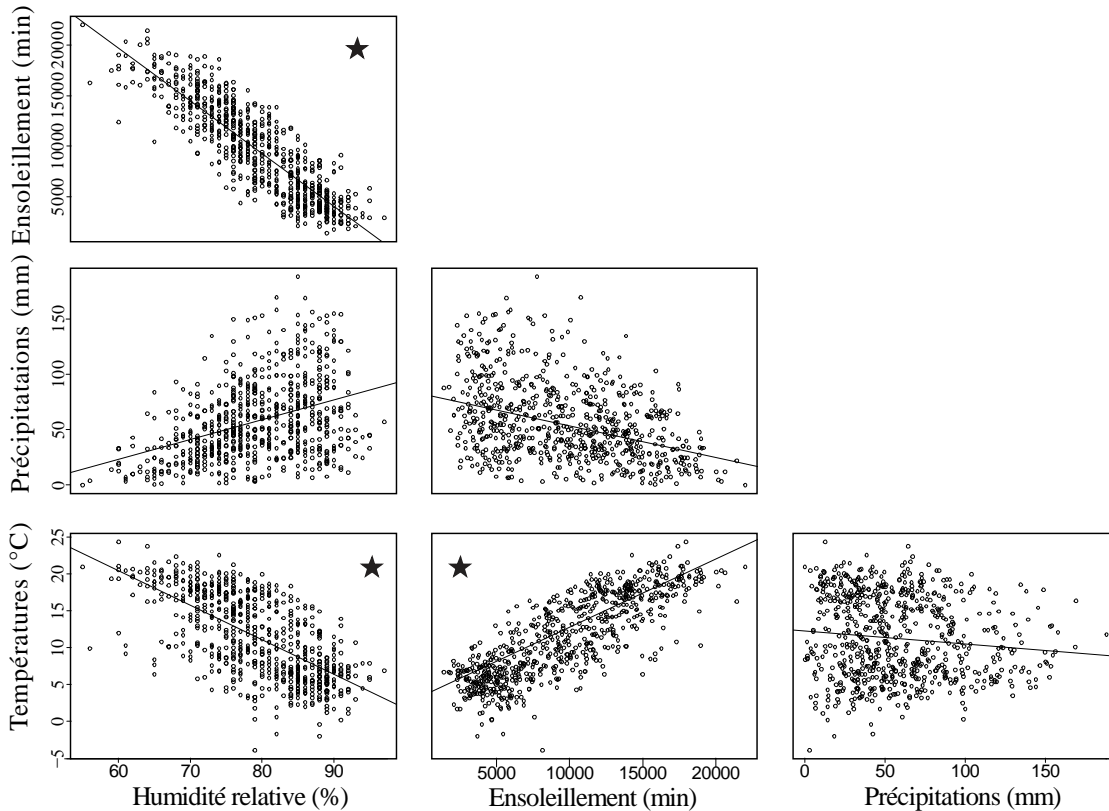 Ensoleillement (min)
5000 10000 15000 20000
Précipitataions (mm)
0 50 100 150
Températures (°C)
−5 0 5 10 15 20 25
60 70 80 90
Humidité relative (%)
5000 10000 15000 20000
Ensoleillement (min)
0 50 100 150
Précipitations (mm)